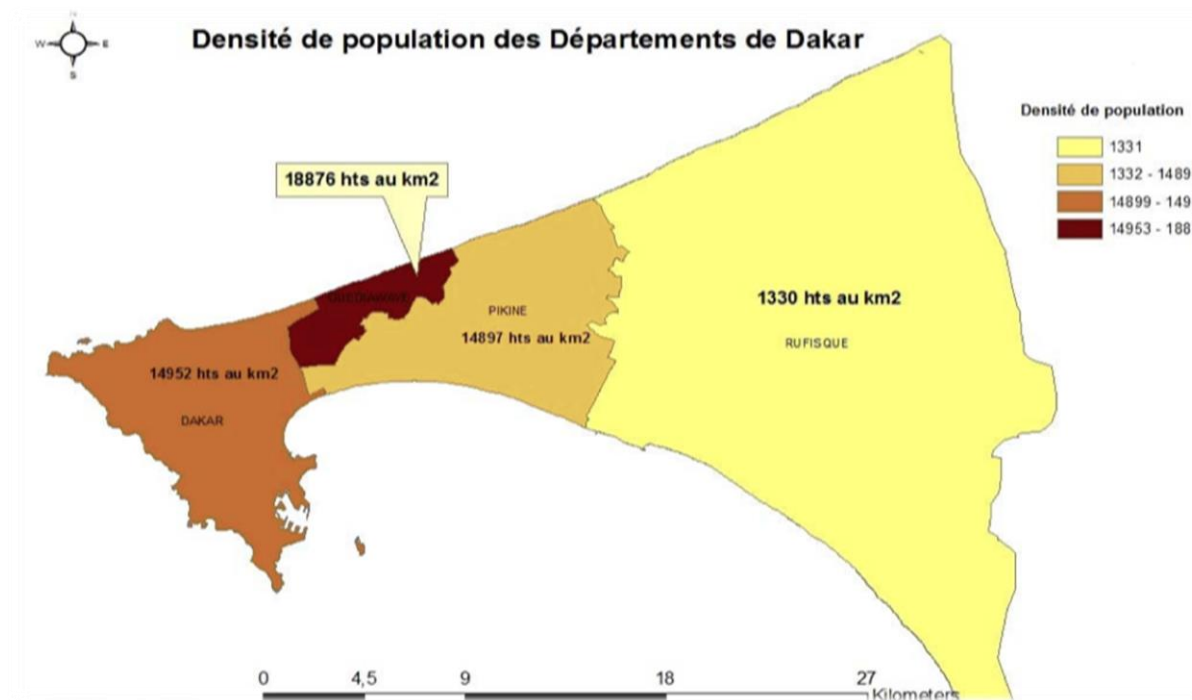 N
W E
S
Densité de population des Départements de Dakar
Densité de population
1331
1332 - 1489
14899 - 149
14953 - 188
18876 hts au km2
1330 hts au km2
RUFISQUE
PIKINE
14897 hts au km2
14952 hts au km2
DAKAR
0 4,5 9 18 27
Kilometers